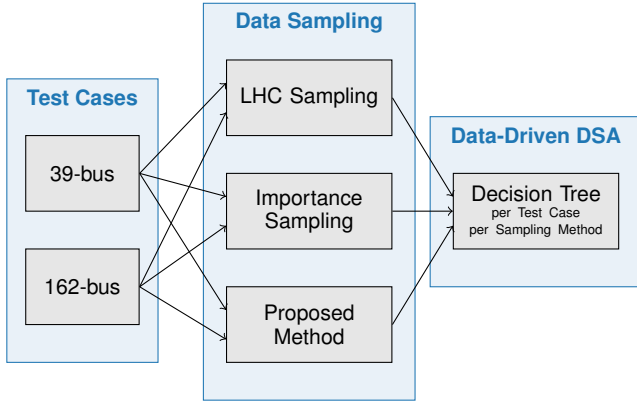 Test Cases
39-bus
162-bus
Data Sampling
LHC Sampling
Importance
Sampling
Proposed
Method
Data-Driven DSA
Decision Tree
per Test Case
per Sampling Method